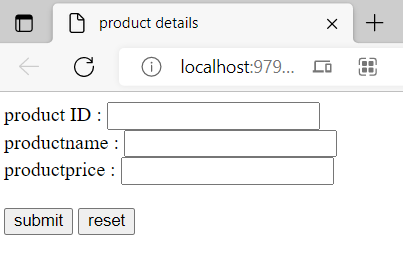 product details
localhost:979...
product ID :
productname :
productprice :
submit reset